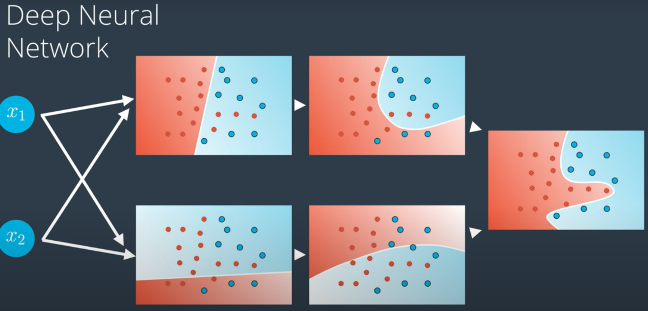 Deep Neural
Network
x₁
x₂